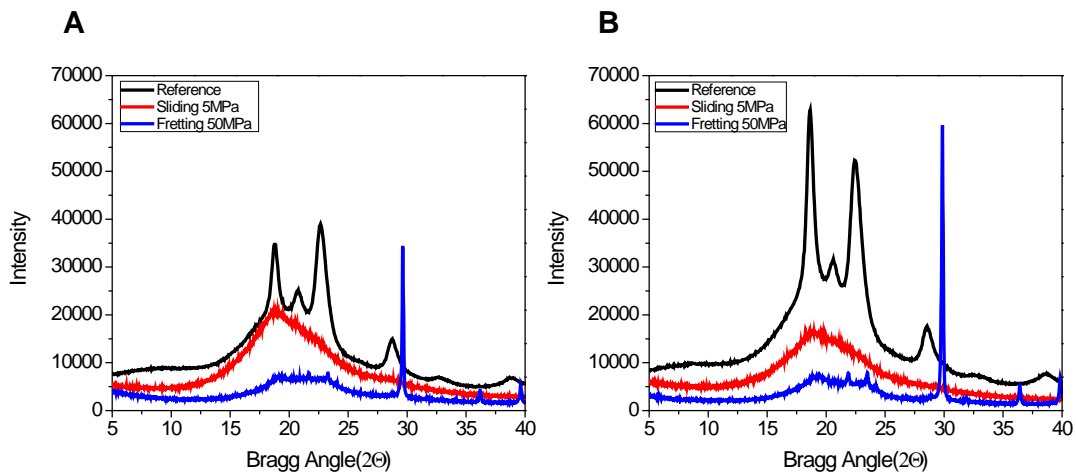 A
70000
60000
50000
40000
30000
20000
10000
0
Intensity
Reference
Sliding 5MPa
Fretting 50MPa
5 10 15 20 25 30 35 40
Bragg Angle(2Θ)
B
70000
60000
50000
40000
30000
20000
10000
0
Intensity
Reference
Sliding 5MPa
Fretting 50MPa
5 10 15 20 25 30 35 40
Bragg Angle(2Θ)